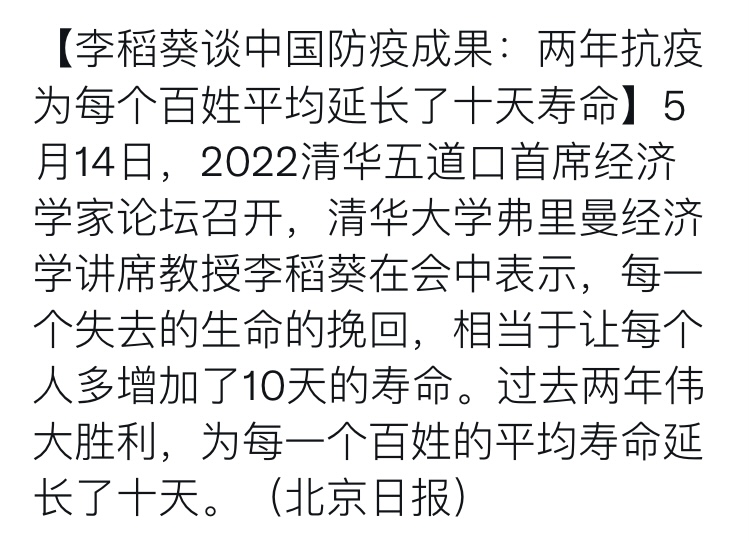 【李稻葵谈中国防疫成果：两年抗疫
为每个百姓平均延长了十天寿命】5
月14日，2022清华五道口首席经济
学家论坛召开，清华大学弗里曼经济
学讲席教授李稻葵在会中表示，每一
个失去的生命的挽回，相当于让每个
人多增加了10天的寿命。过去两年伟
大胜利，为每一个百姓的平均寿命延
长了十天。（北京日报）